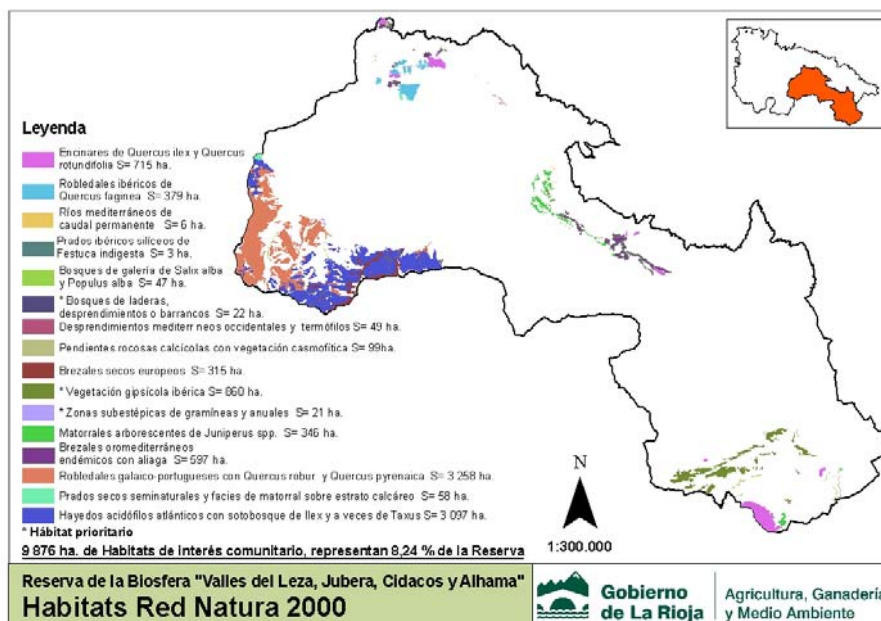 Leyenda
Encinares de Quercus ilex y Quercus
rotundifolia S= 715 ha.
Robledales ibéricos de
Quercus faginea S= 379 ha.
Ríos mediterráneos de
caudal permanente S= 6 ha.
Prados ibéricos silíceos de
Festuca indigesta S= 3 ha.
Bosques de galería de Salix alba
y Populus alba S= 47 ha.
* Bosques de laderas,
desprendimientos o barrancos S= 22 ha.
Desprendimientos mediterr neos occidentales y termófilos S= 49 ha.
Pendientes rocosas calcícolas con vegetación casmofítica S= 99ha.
Brezales secos europeos S= 315 ha.
* Vegetación gipsícola ibérica S= 860 ha.
* Zonas subestépicas de gramíneas y anuales S= 21 ha.
Matorrales arborescentes de Juniperus spp. S= 346 ha.
Brezales oromediterráneos
endémicos con aliaga S= 597 ha.
Robledales galaico-portugueses con Quercus robur y Quercus pyrenaica S= 3 258 ha.
Prados secos seminaturales y facies de matorral sobre estrato calcáreo S= 58 ha.
Hayedos acidófilos atlánticos con sotobosque de Ilex y a veces de Taxus S= 3 097 ha.
* Hábitat prioritario
9 876 ha. de Habitats de interés comunitario, representan 8,24 % de la Reserva
N
1:300.000
Reserva de la Biosfera "Valles del Leza, Jubera, Cidacos y Alhama"
Habitats Red Natura 2000
Gobierno
de La Rioja
Agricultura, Ganadería
y Medio Ambiente